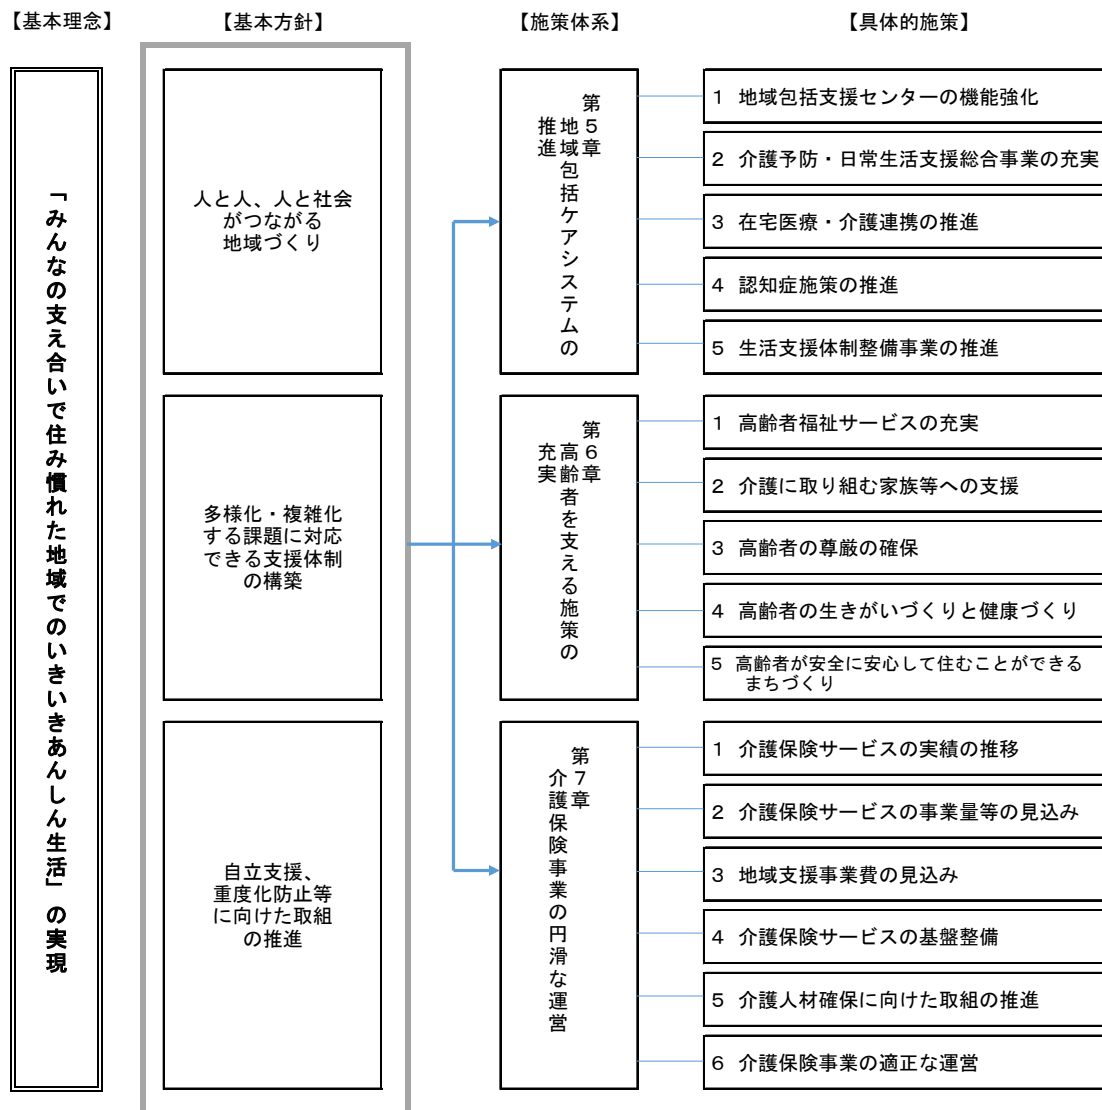 【基本理念】
【基本方針】
【施策体系】
【具体的施策】
「みんなの支え合いで住み慣れた地域でのいきいきあんしん生活」の実現
人と人、人と社会
がつながる
地域づくり
多様化・複雑化
する課題に対応
できる支援体制
の構築
自立支援、
重度化防止等
に向けた取組
の推進
第5章
地域包括ケアシステムの
推進
1 地域包括支援センターの機能強化
2 介護予防・日常生活支援総合事業の充実
3 在宅医療・介護連携の推進
4 認知症施策の推進
5 生活支援体制整備事業の推進
第6章
高齢者を支える施策の
充実
1 高齢者福祉サービスの充実
2 介護に取り組む家族等への支援
3 高齢者の尊厳の確保
4 高齢者の生きがいづくりと健康づくり
5 高齢者が安全に安心して住むことができる
まちづくり
第7章
介護保険事業の円滑な運営
1 介護保険サービスの実績の推移
2 介護保険サービスの事業量等の見込み
3 地域支援事業費の見込み
4 介護保険サービスの基盤整備
5 介護人材確保に向けた取組の推進
6 介護保険事業の適正な運営